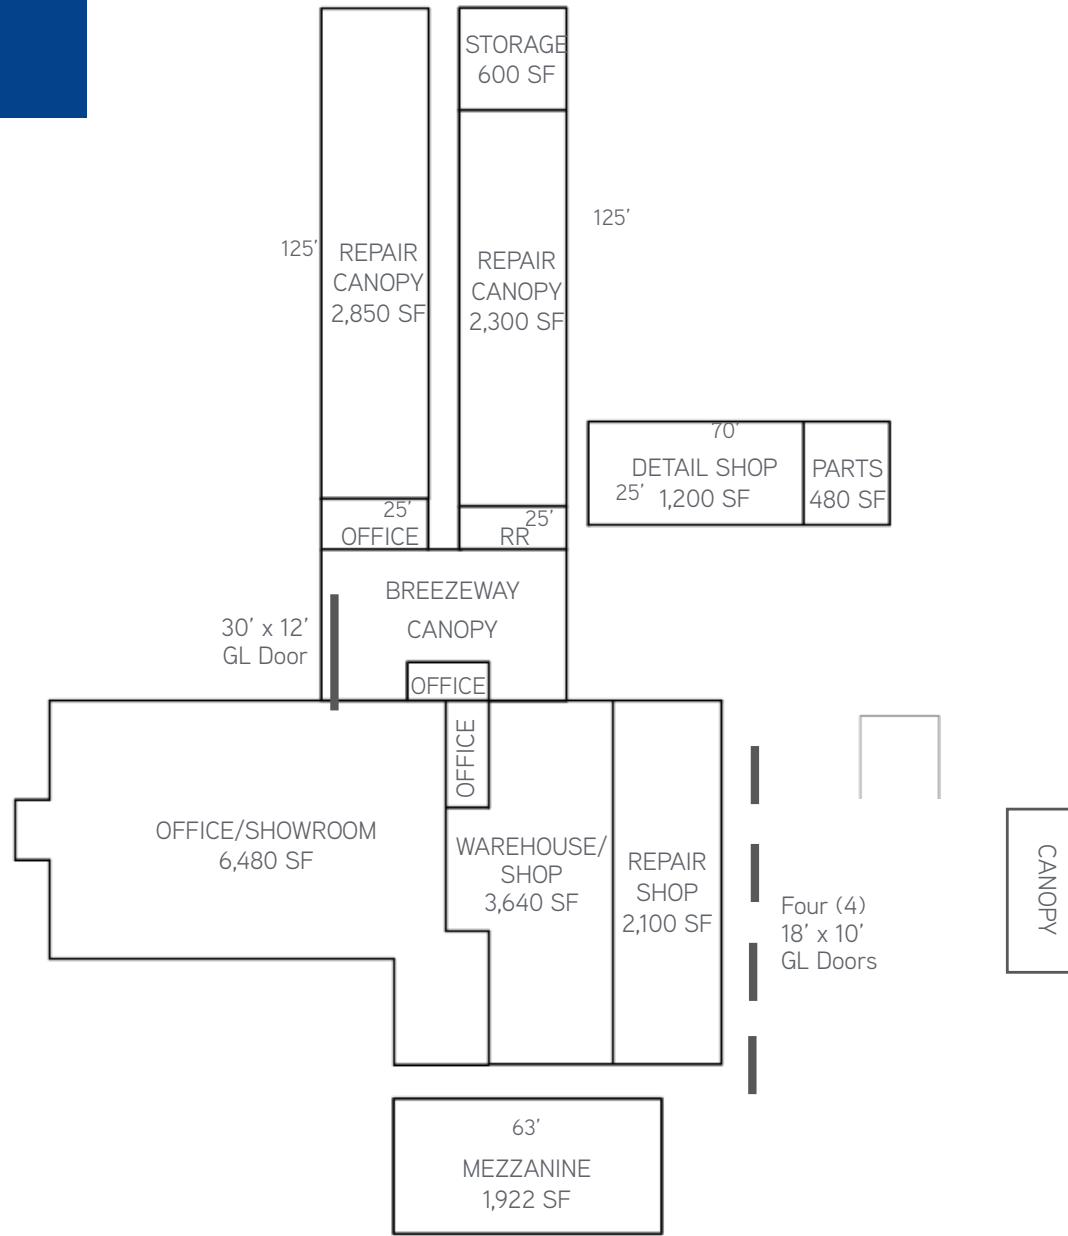 STORAGE
600 SF
125’
125’
REPAIR
CANOPY
2,850 SF
REPAIR
CANOPY
2,300 SF
70’
DETAIL SHOP
25’ 1,200 SF
PARTS
480 SF
25’
OFFICE
25’
RR
BREEZEWAY
CANOPY
30’ x 12’
GL Door
OFFICE
OFFICE
OFFICE/SHOWROOM
6,480 SF
WAREHOUSE/
SHOP
3,640 SF
REPAIR
SHOP
2,100 SF
Four (4)
18’ x 10’
GL Doors
CANOPY
63’
MEZZANINE
1,922 SF